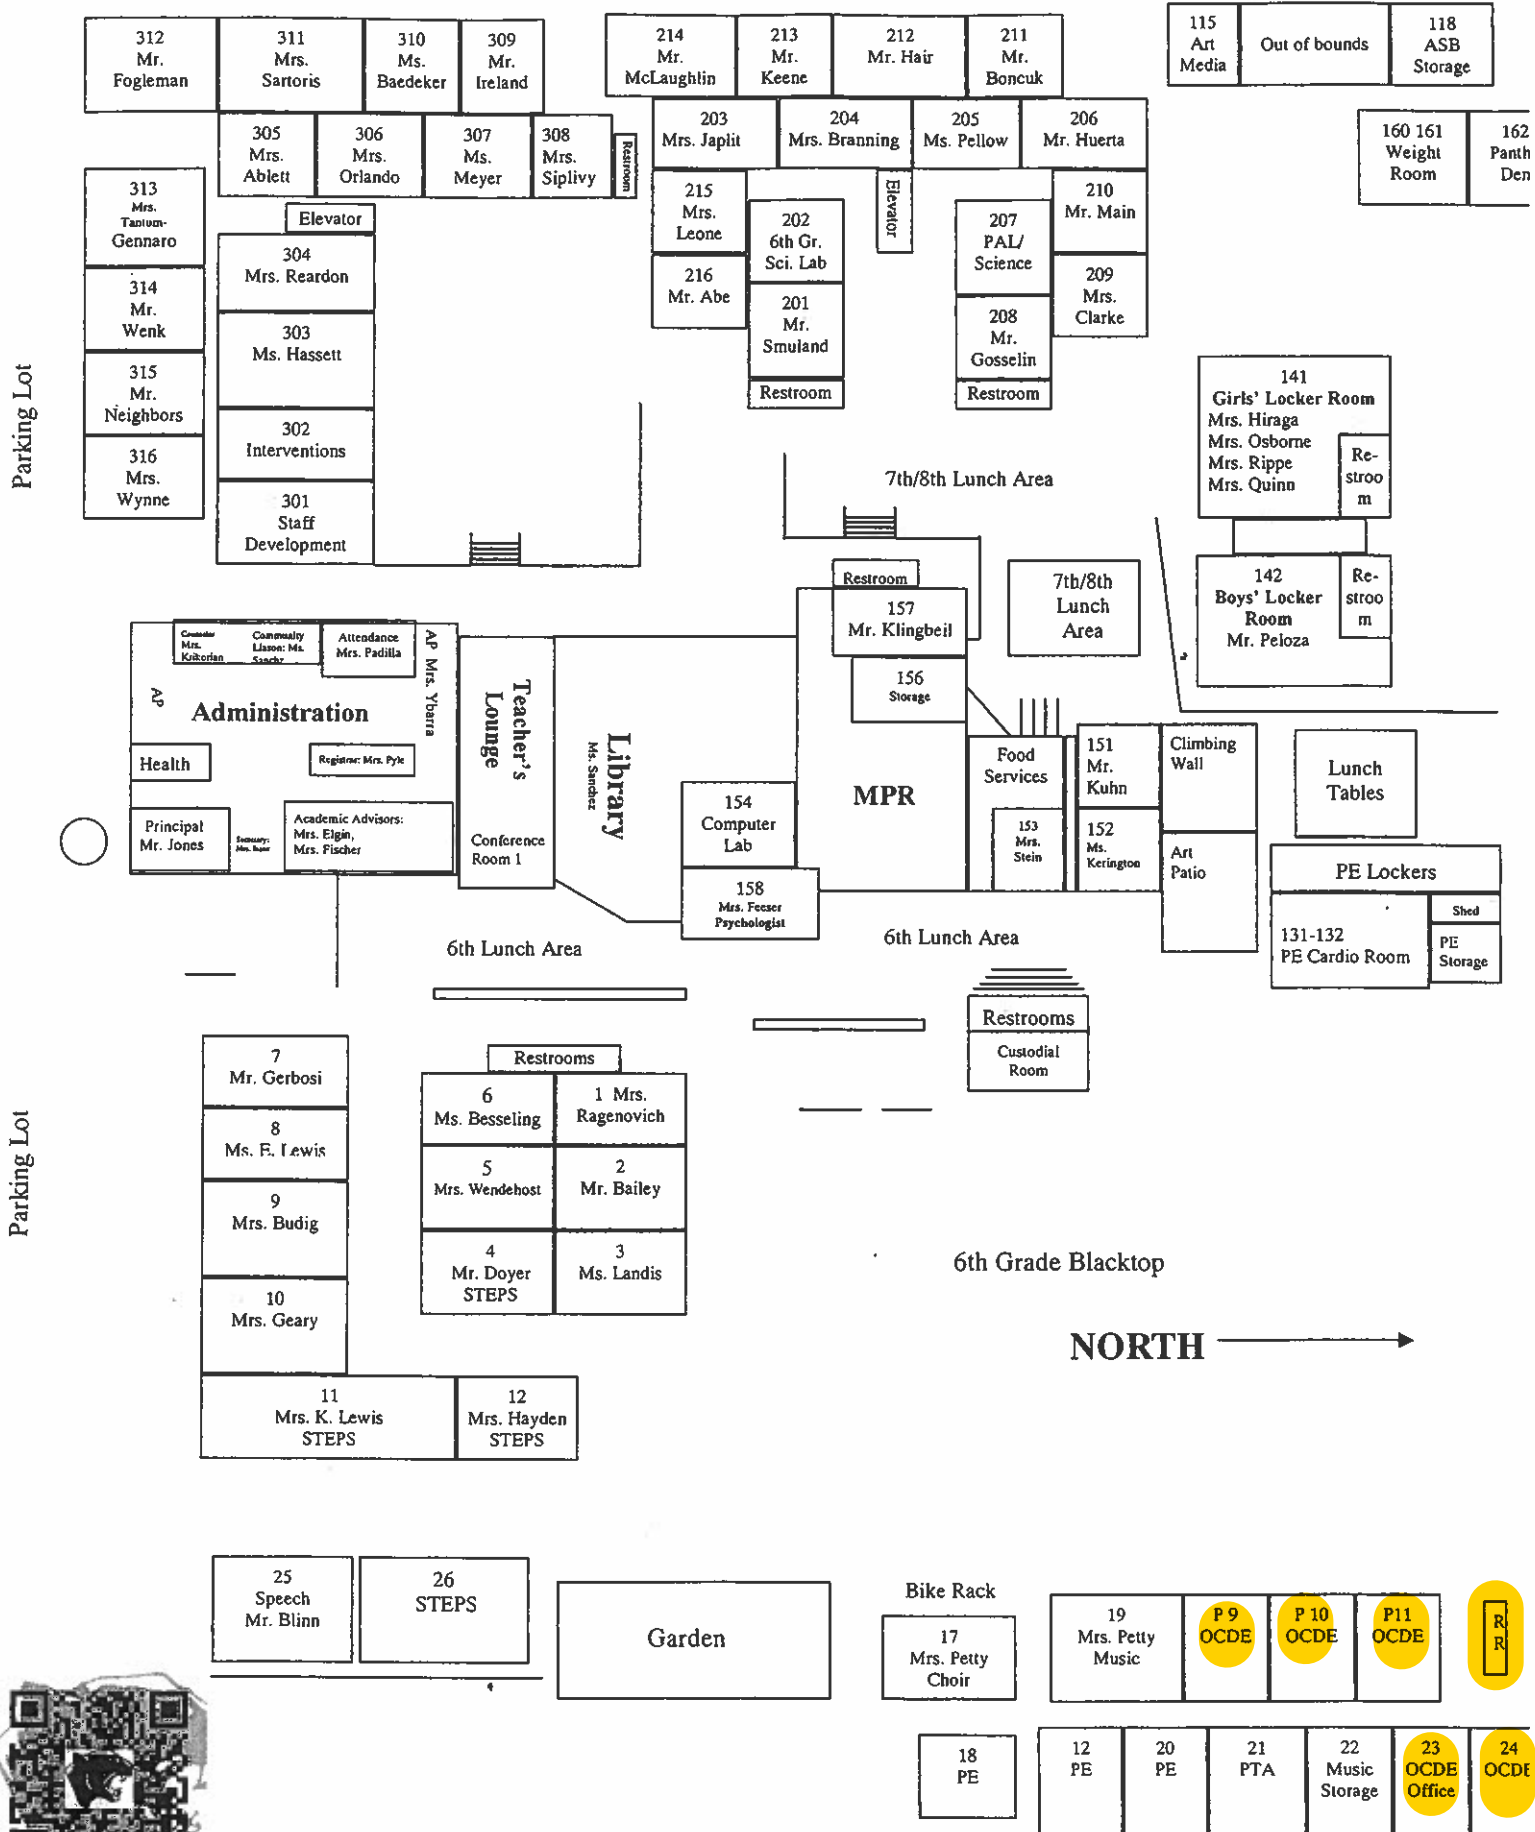 312
Mr.
Fogleman
311
Mrs.
Sartoris
310
Ms.
Baedeker
309
Mr.
Ireland
214
Mr.
McLaughlin
213
Mr.
Keene
212
Mr. Hair
211
Mr.
Boncuk
115
Art
Media
Out of bounds
118
ASB
Storage
305
Mrs.
Ablett
306
Mrs.
Orlando
307
Ms.
Meyer
308
Mrs.
Siplivy
Restroom
203
Mrs. Japlit
204
Mrs. Branning
205
Ms. Pellow
206
Mr. Huerta
160 161
Weight
Room
162
Panth
Den
313
Mrs.
Tantum-
Gennaro
Elevator
304
Mrs. Reardon
215
Mrs.
Leone
202
6th Gr.
Sci. Lab
Elevator
207
PAL/
Science
210
Mr. Main
314
Mr.
Wenk
303
Ms. Hassett
216
Mr. Abe
201
Mr.
Smuland
208
Mr.
Gosselin
209
Mrs.
Clarke
Restroom
Restroom
Parking Lot
315
Mr.
Neighbors
302
Interventions
316
Mrs.
Wynne
301
Staff
Development
7th/8th Lunch Area
141
Girls' Locker Room
Mrs. Hiraga
Mrs. Osborne
Mrs. Rippe
Mrs. Quinn
Re-
stroo
m
142
Boys' Locker
Room
Mr. Peloza
Re-
stroo
m
Restroom
157
Mr. Klingbeil
7th/8th
Lunch
Area
156
Storage
Counselor
Mrs.
Krikorian
Community
Liason: Ms.
Attendance
Mrs. Padilla
AP Mrs. Ybarra
AP
Administration
Health
Registrar: Mrs. Pyle
Principal
Mr. Jones
Secretary:
Academic Advisors:
Mrs. Elgin,
Mrs. Fischer
Teacher's
Lounge
Conference
Room 1
Library
Ms. Sanchez
154
Computer
Lab
158
Mrs. Feeser
Psychologist
MPR
Food
Services
153
Mrs.
Stein
151
Mr.
Kuhn
152
Ms.
Kerington
Climbing
Wall
Art
Patio
Lunch
Tables
PE Lockers
131-132
PE Cardio Room
Shed
PE
Storage
6th Lunch Area
6th Lunch Area
Restrooms
Custodial
Room
Parking Lot
7
Mr. Gerbosi
8
Ms. E. Lewis
9
Mrs. Budig
10
Mrs. Geary
11
Mrs. K. Lewis
STEPS
12
Mrs. Hayden
STEPS
Restrooms
6
Ms. Besseling
1 Mrs.
Ragenovich
5
Mrs. Wendehost
2
Mr. Bailey
4
Mr. Doyer
STEPS
3
Ms. Landis
6th Grade Blacktop
NORTH
25
Speech
Mr. Blinn
26
STEPS
Garden
Bike Rack
17
Mrs. Petty
Choir
19
Mrs. Petty
Music
P 9
OCDE
P 10
OCDE
P11
OCDE
R
R
18
PE
12
PE
20
PE
21
PTA
22
Music
Storage
23
OCDE
Office
24
OCDE